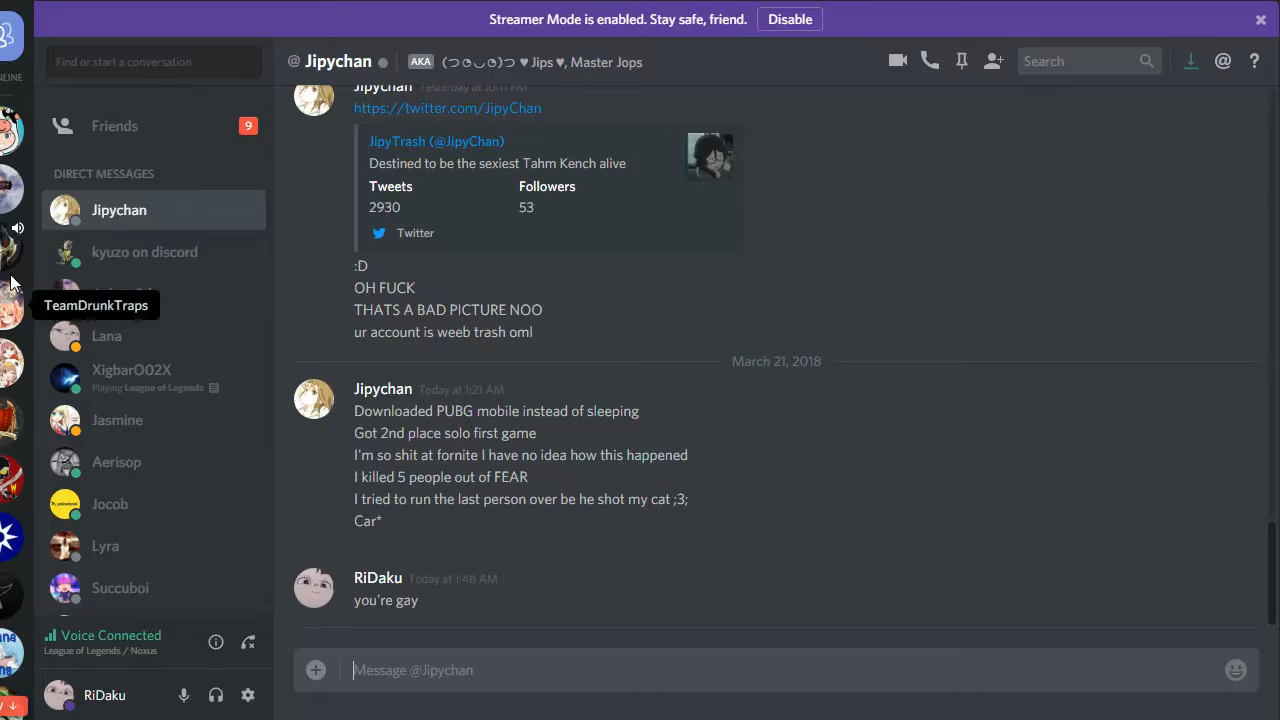 Streamer Mode is enabled. Stay safe, friend. Disable
NLINE
Find or start a conversation
Friends 9
DIRECT MESSAGES
Jipychan
kyuzo on discord
TeamDrunkTraps
Lana
XigbarO02X
Playing League of Legends
Jasmine
Aerisop
Jocob
Lyra
Succuboi
Voice Connected
League of Legends / Noxus
RiDaku
@ Jipychan AKA (つ◔◡◔)つ ♥ Jips ♥, Master Jops Search
Jipychan Yesterday at 10:11 PM
https://twitter.com/JipyChan
JipyTrash (@JipyChan)
Destined to be the sexiest Tahm Kench alive
Tweets Followers
2930 53
Twitter
:D
OH FUCK
THATS A BAD PICTURE NOO
ur account is weeb trash oml
March 21, 2018
Jipychan Today at 1:21 AM
Downloaded PUBG mobile instead of sleeping
Got 2nd place solo first game
I'm so shit at fornite I have no idea how this happened
I killed 5 people out of FEAR
I tried to run the last person over be he shot my cat ;3;
Car*
RiDaku Today at 1:48 AM
you're gay
Message @Jipychan